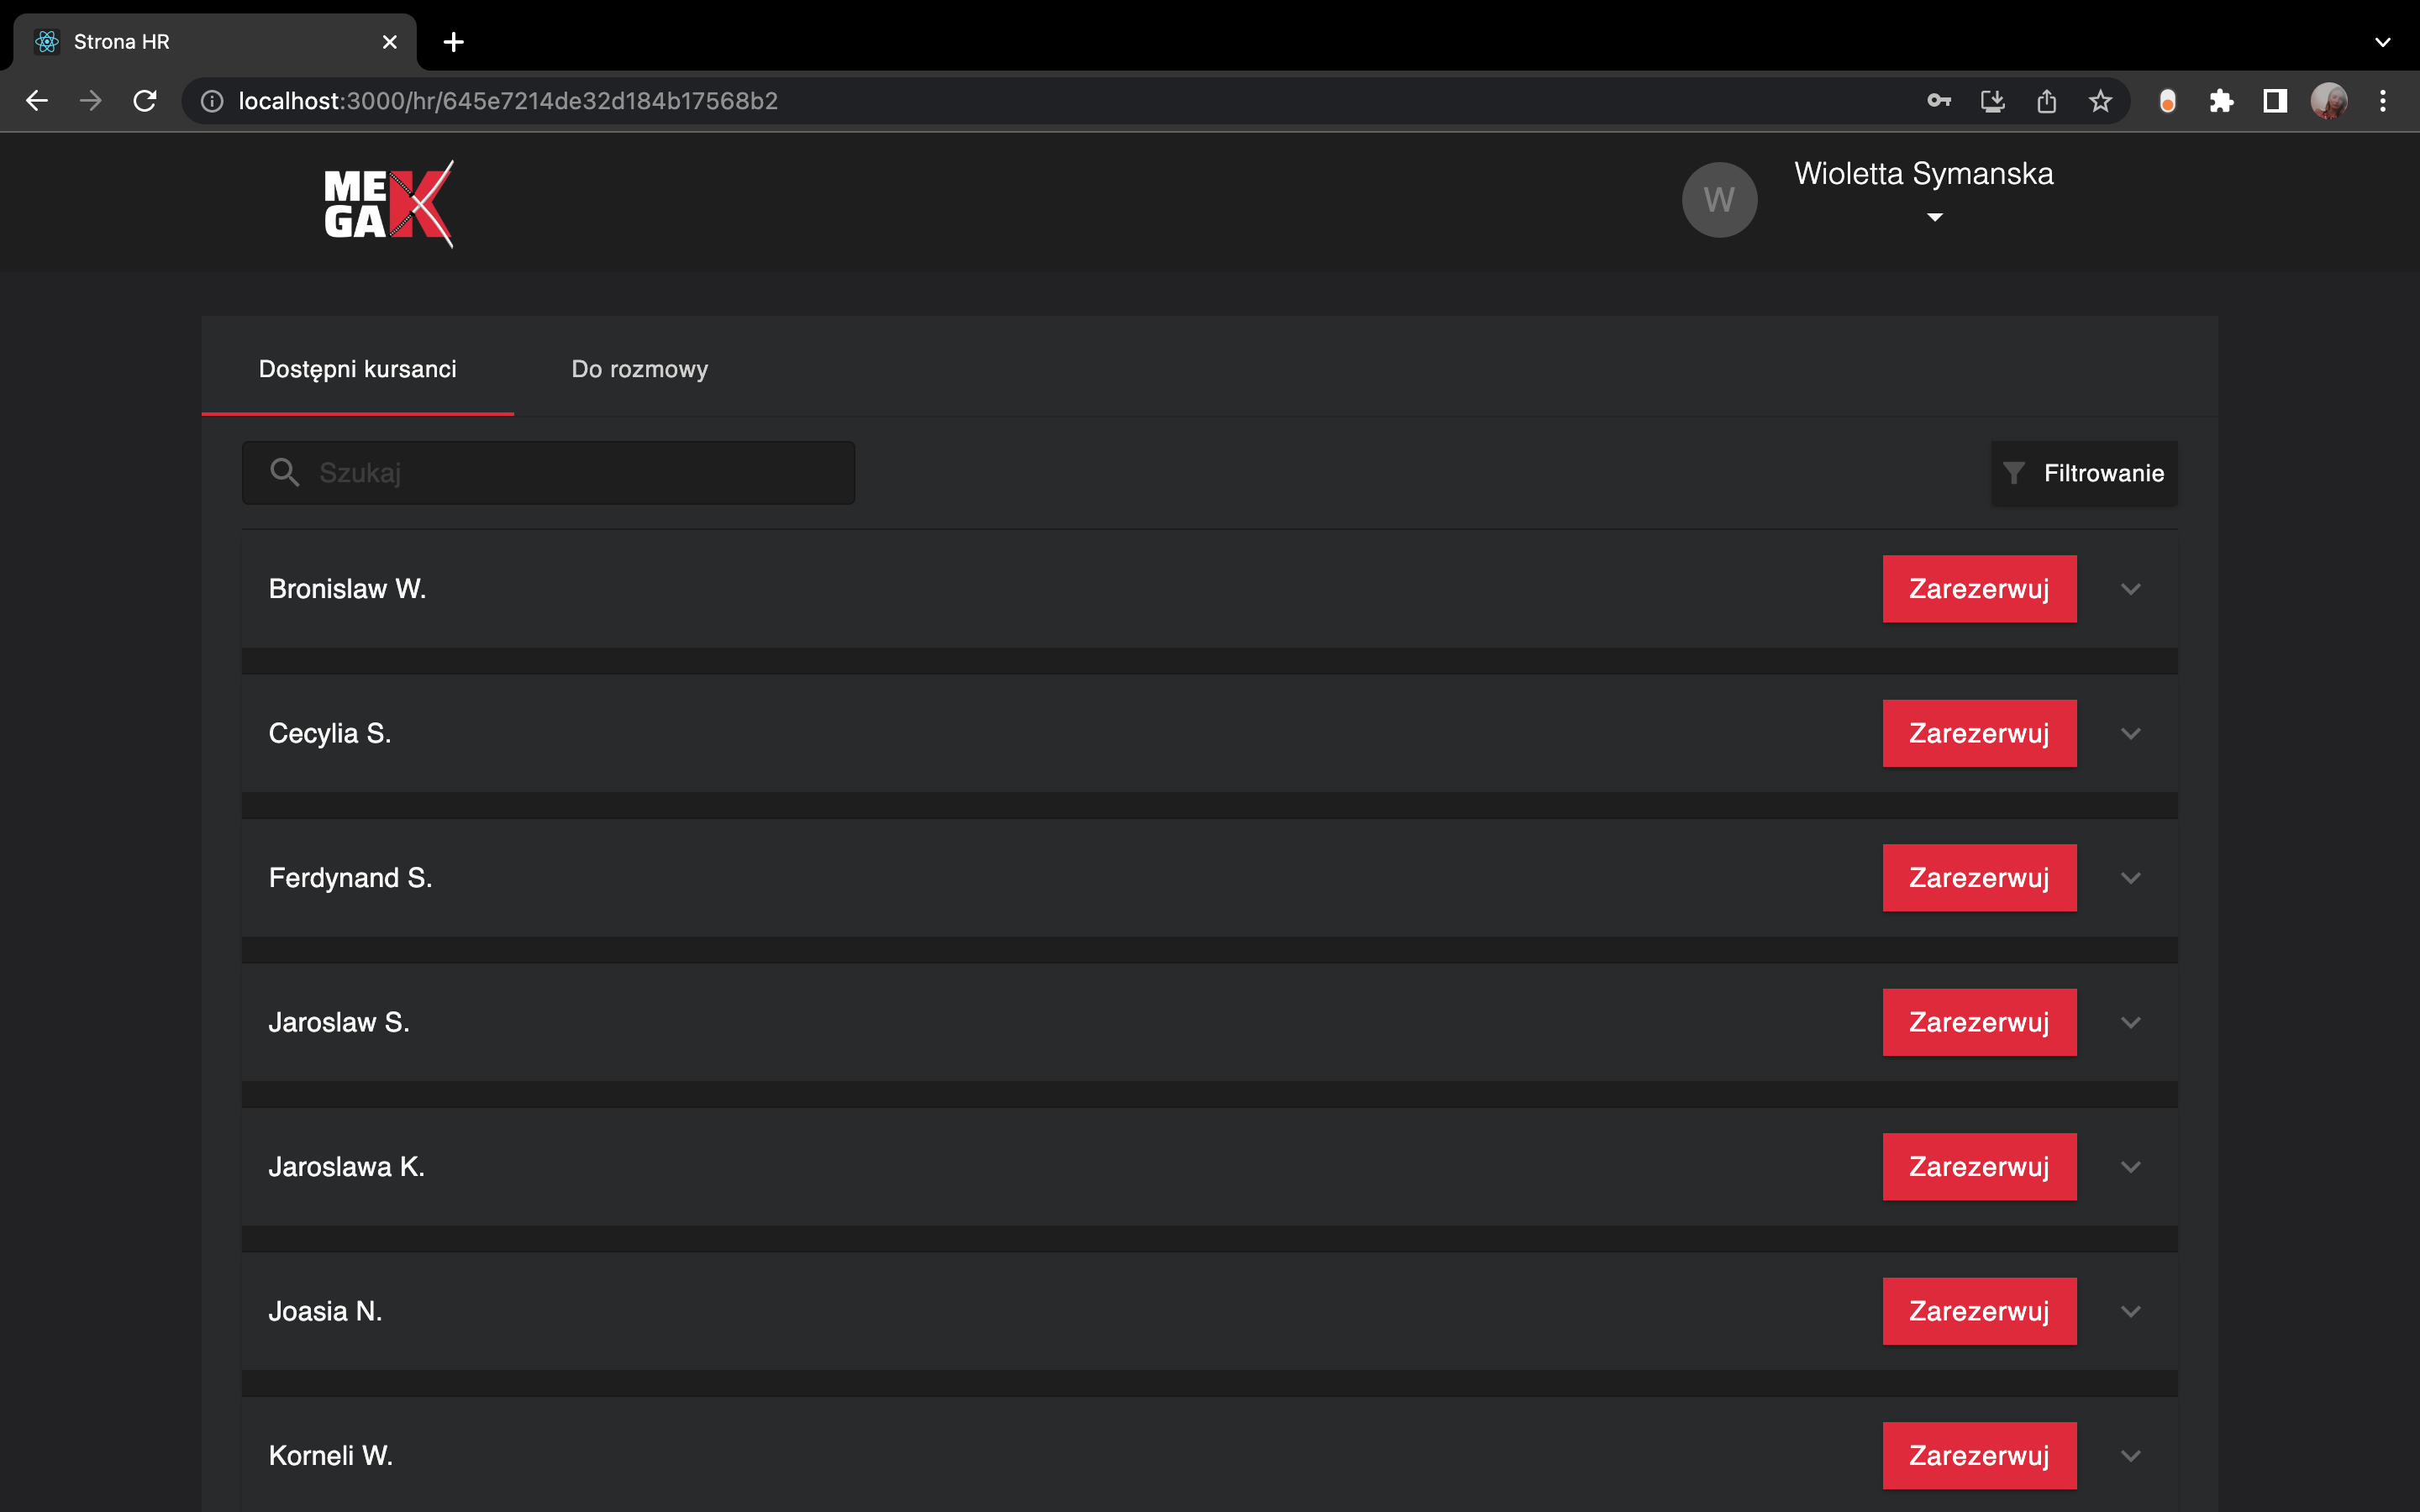 Strona HR
localhost:3000/hr/645e7214de32d184b17568b2
MEGA K
W
Wioletta Symanska
Dostępni kursanci
Do rozmowy
Szukaj
Filtrowanie
Bronislaw W.
Zarezerwuj
Cecylia S.
Zarezerwuj
Ferdynand S.
Zarezerwuj
Jaroslaw S.
Zarezerwuj
Jaroslawa K.
Zarezerwuj
Joasia N.
Zarezerwuj
Korneli W.
Zarezerwuj